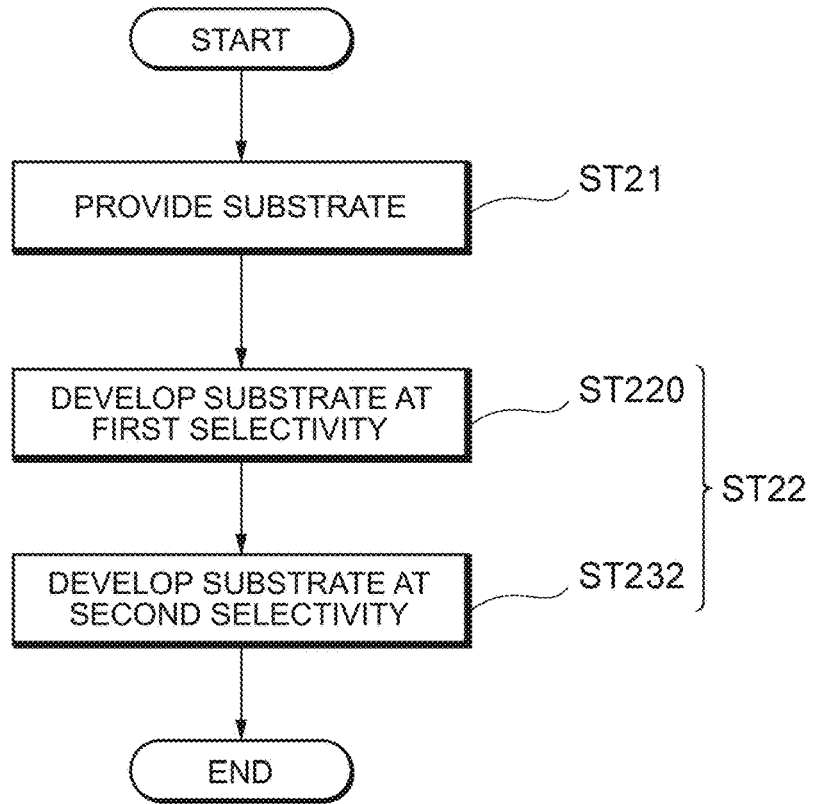 START
PROVIDE SUBSTRATE
ST21
DEVELOP SUBSTRATE AT
FIRST SELECTIVITY
ST220
ST22
DEVELOP SUBSTRATE AT
SECOND SELECTIVITY
ST232
END